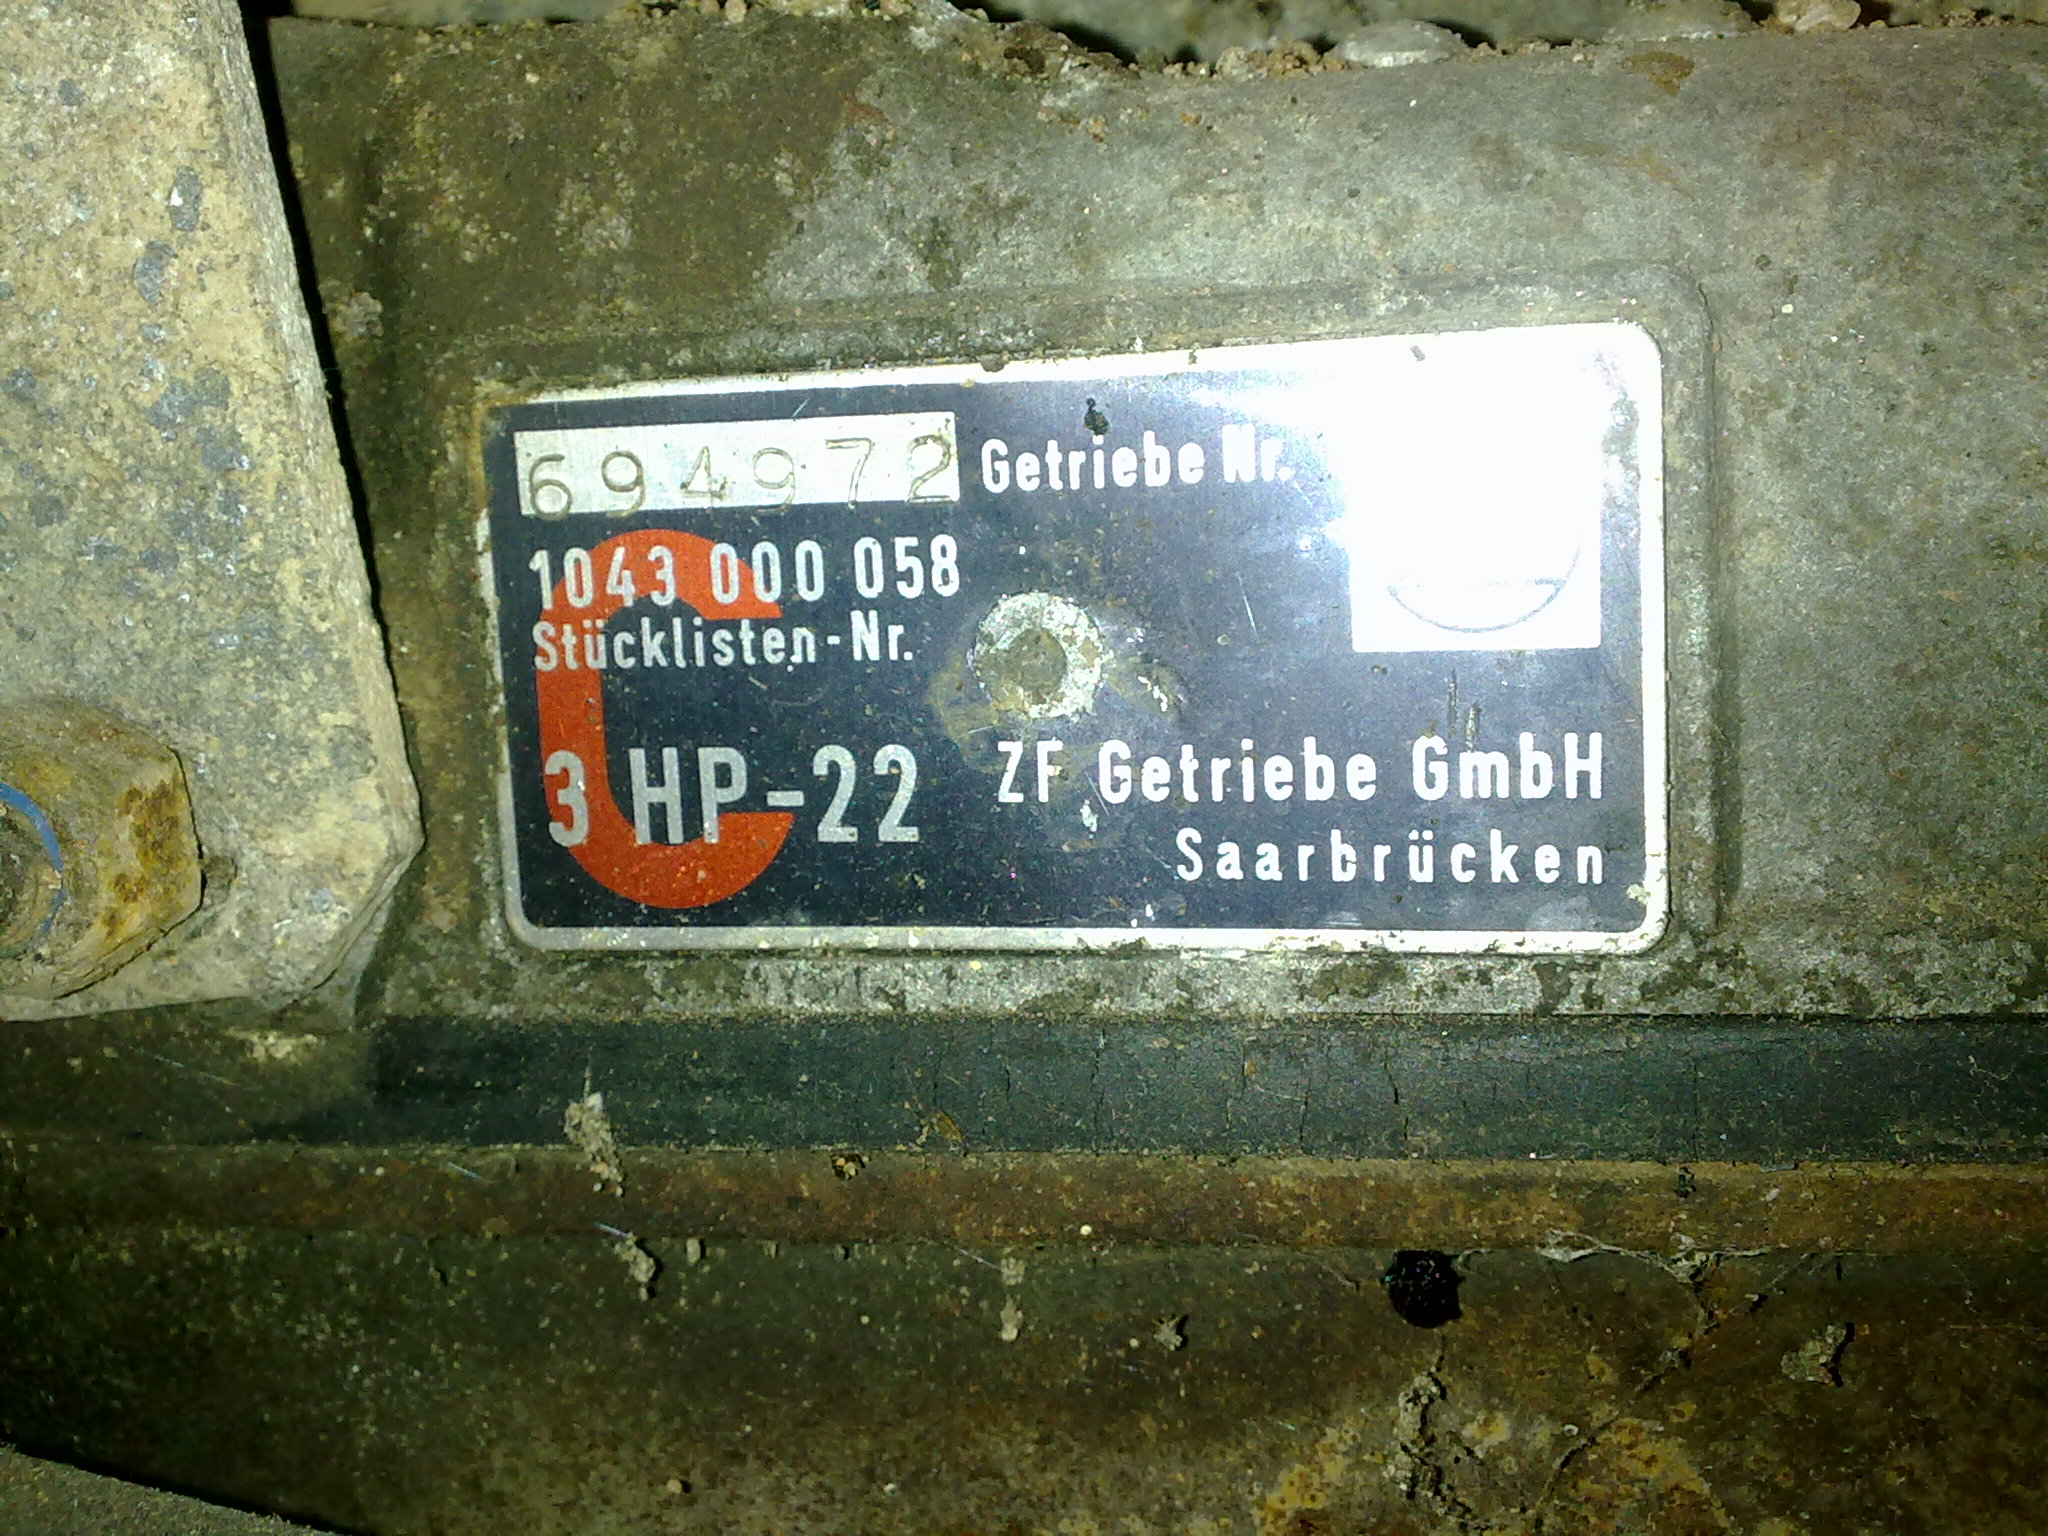 694972 Getriebe Nr.
1043 000 058
Stücklisten-Nr.
C
3 HP-22
ZF Getriebe GmbH
Saarbrücken